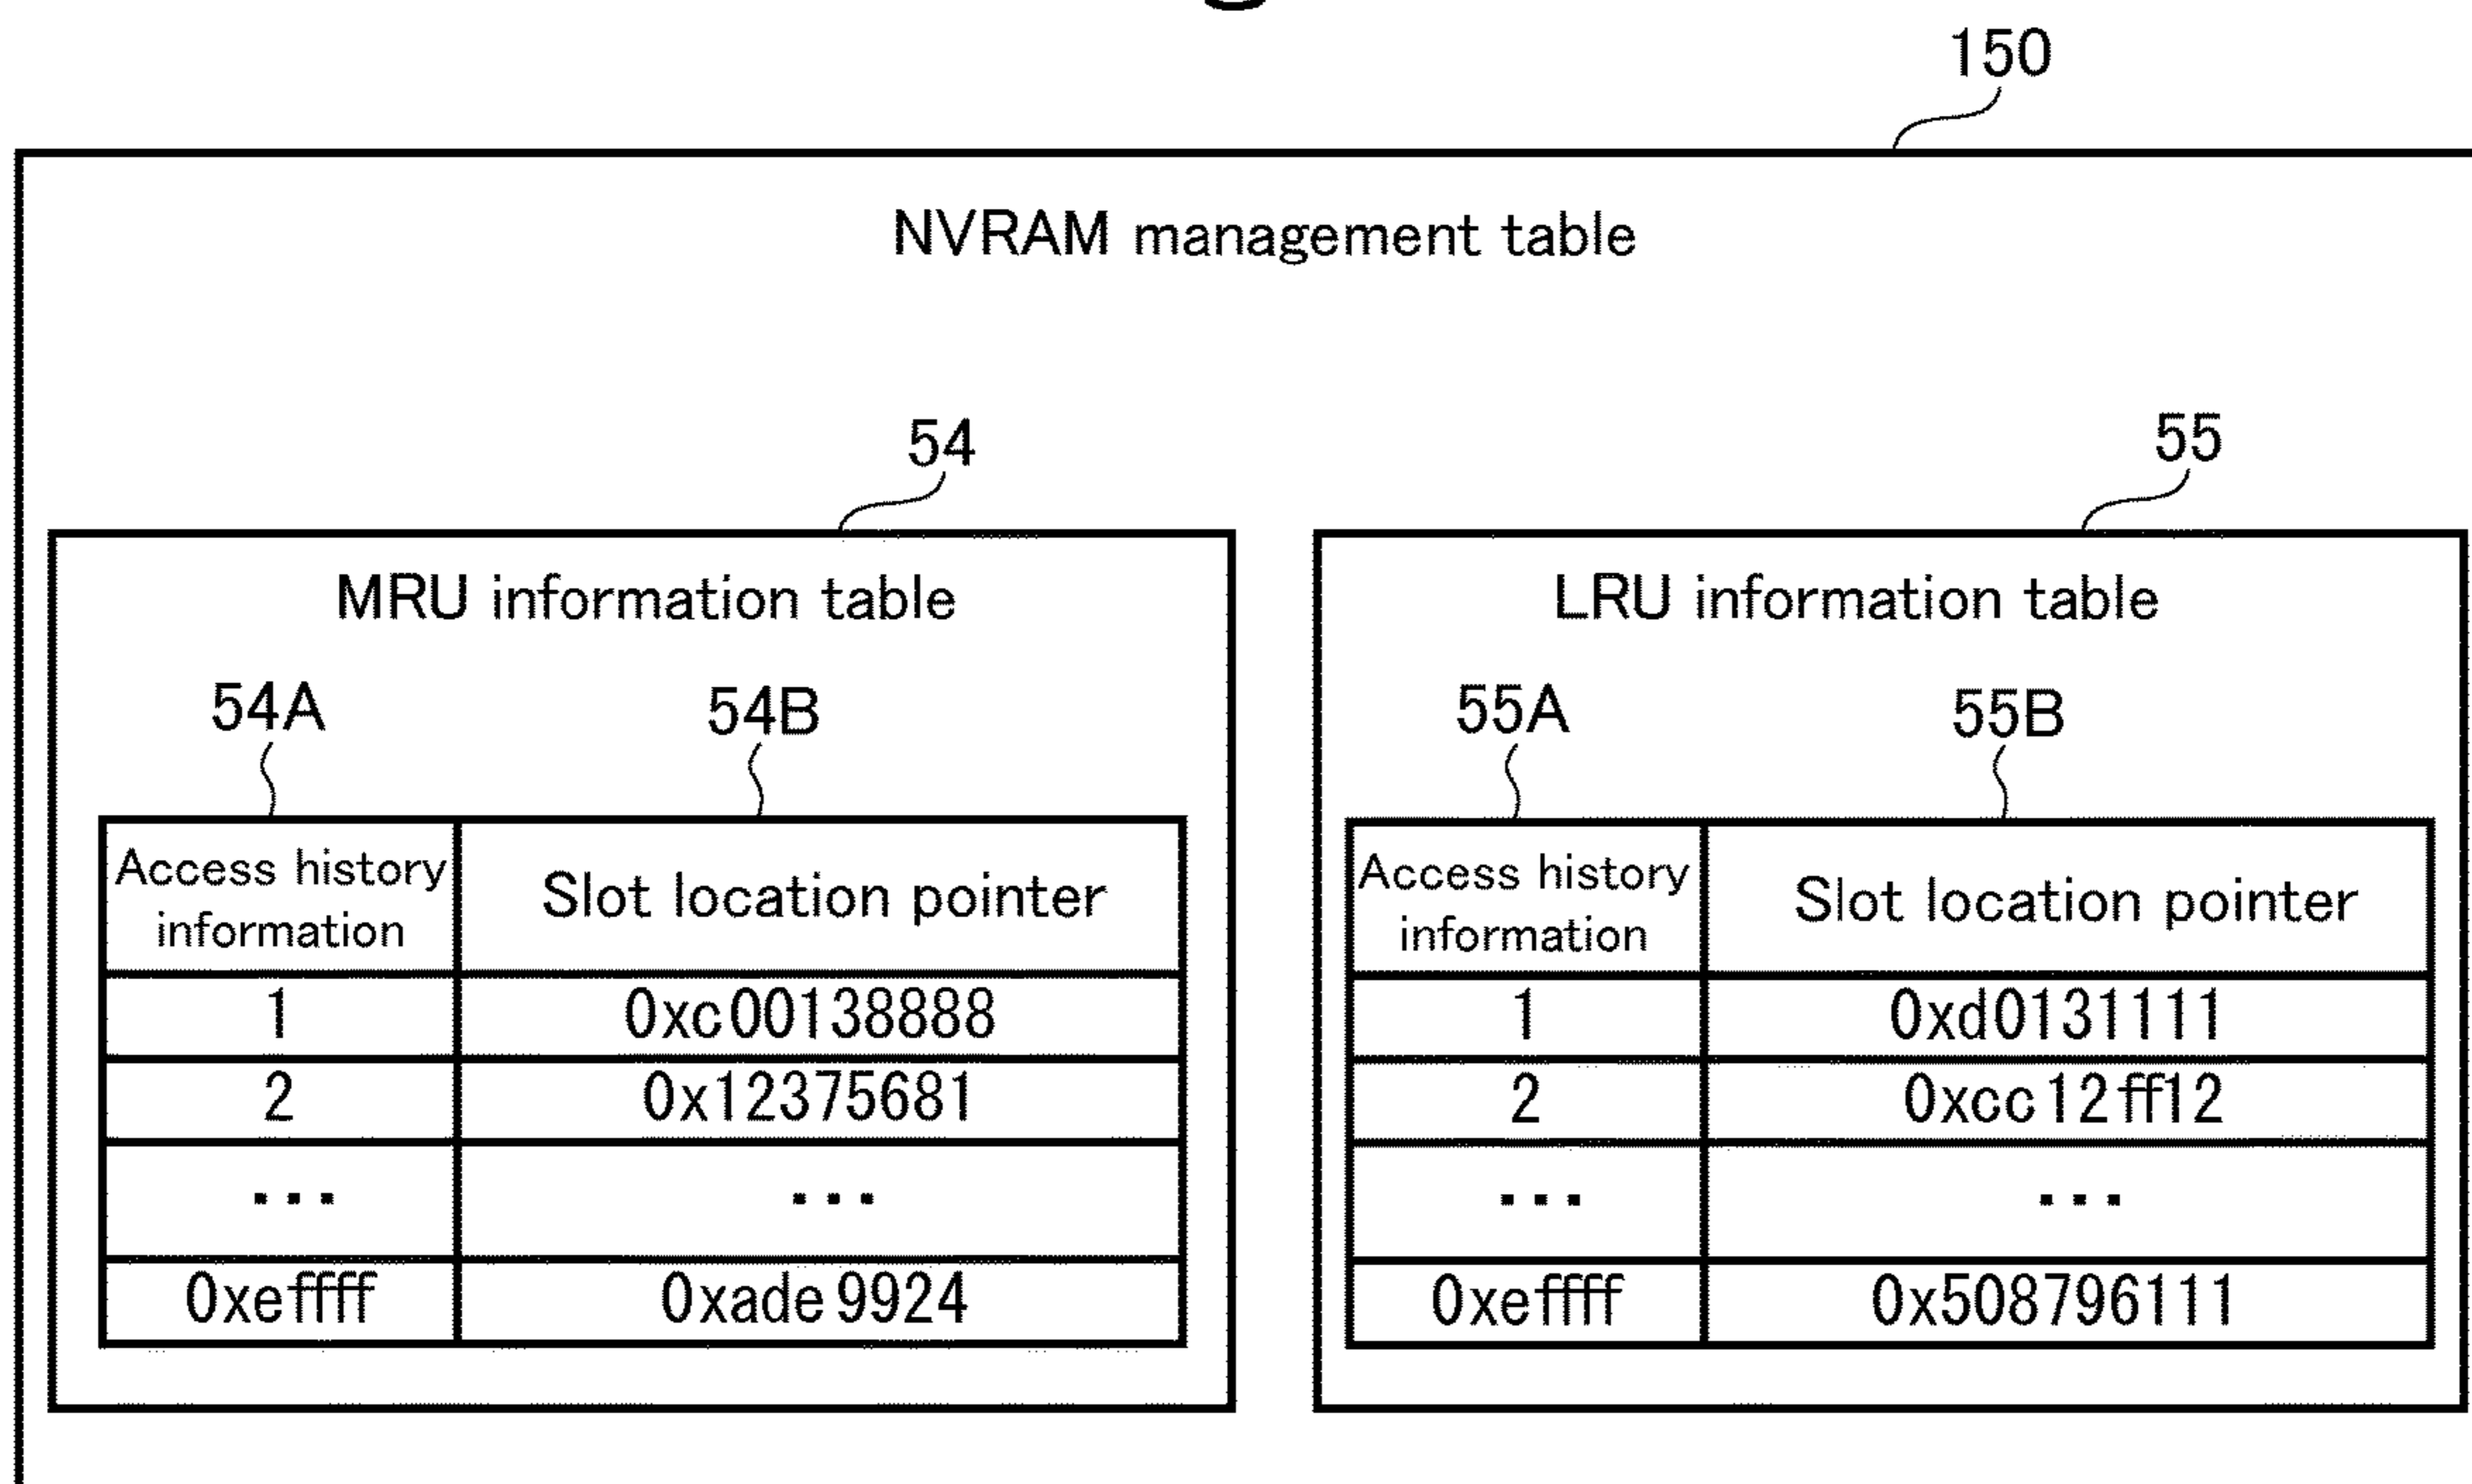 150
NVRAM management table
54
55
MRU information table
LRU information table
54A
54B
55A
55B
Access history
information
Slot location pointer
1
0xc00138888
2
0x12375681
...
...
0xeffff
0xade9924
Access history
information
Slot location pointer
1
0xd0131111
2
0xcc12ff12
...
...
0xeffff
0x508796111